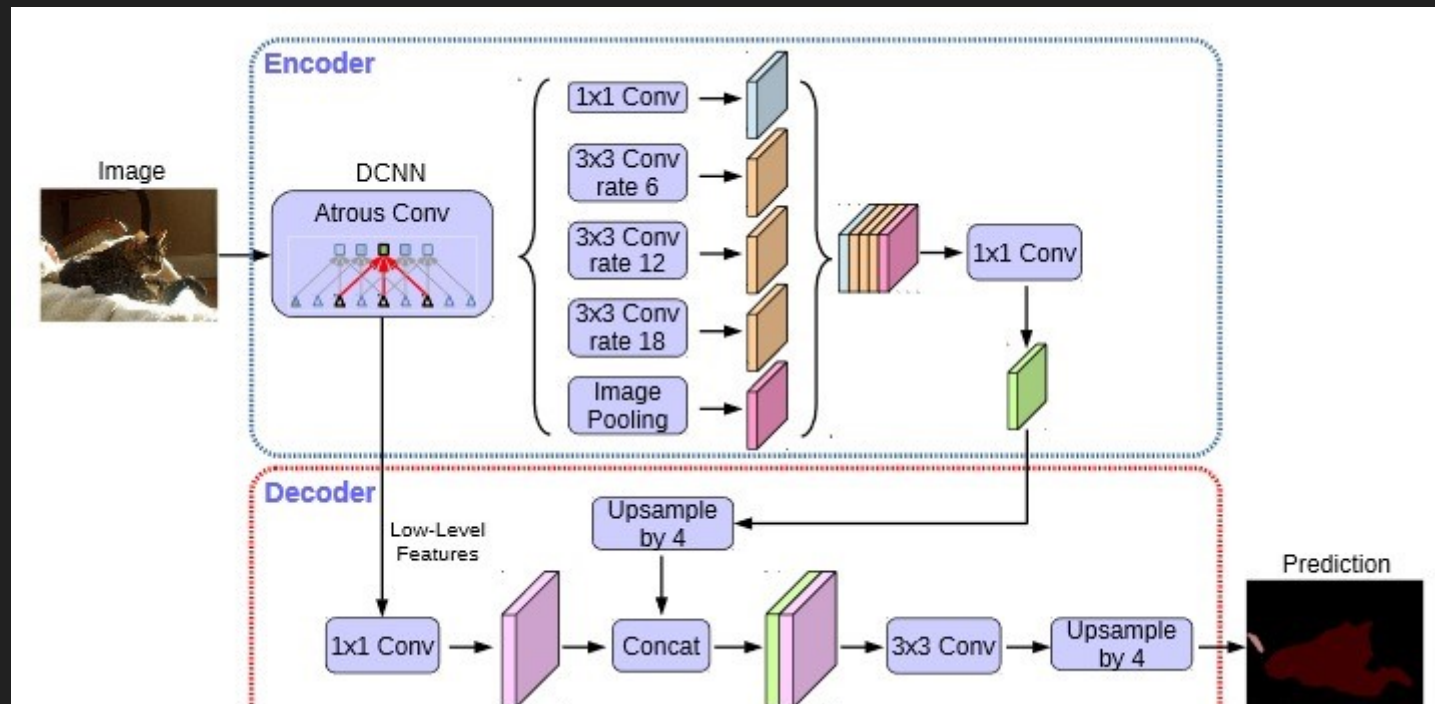 Encoder
Image
DCNN
Atrous Conv
1x1 Conv
3x3 Conv
rate 6
3x3 Conv
rate 12
3x3 Conv
rate 18
Image
Pooling
1x1 Conv
Decoder
Low-Level
Features
Upsample
by 4
1x1 Conv
Concat
3x3 Conv
Upsample
by 4
Prediction